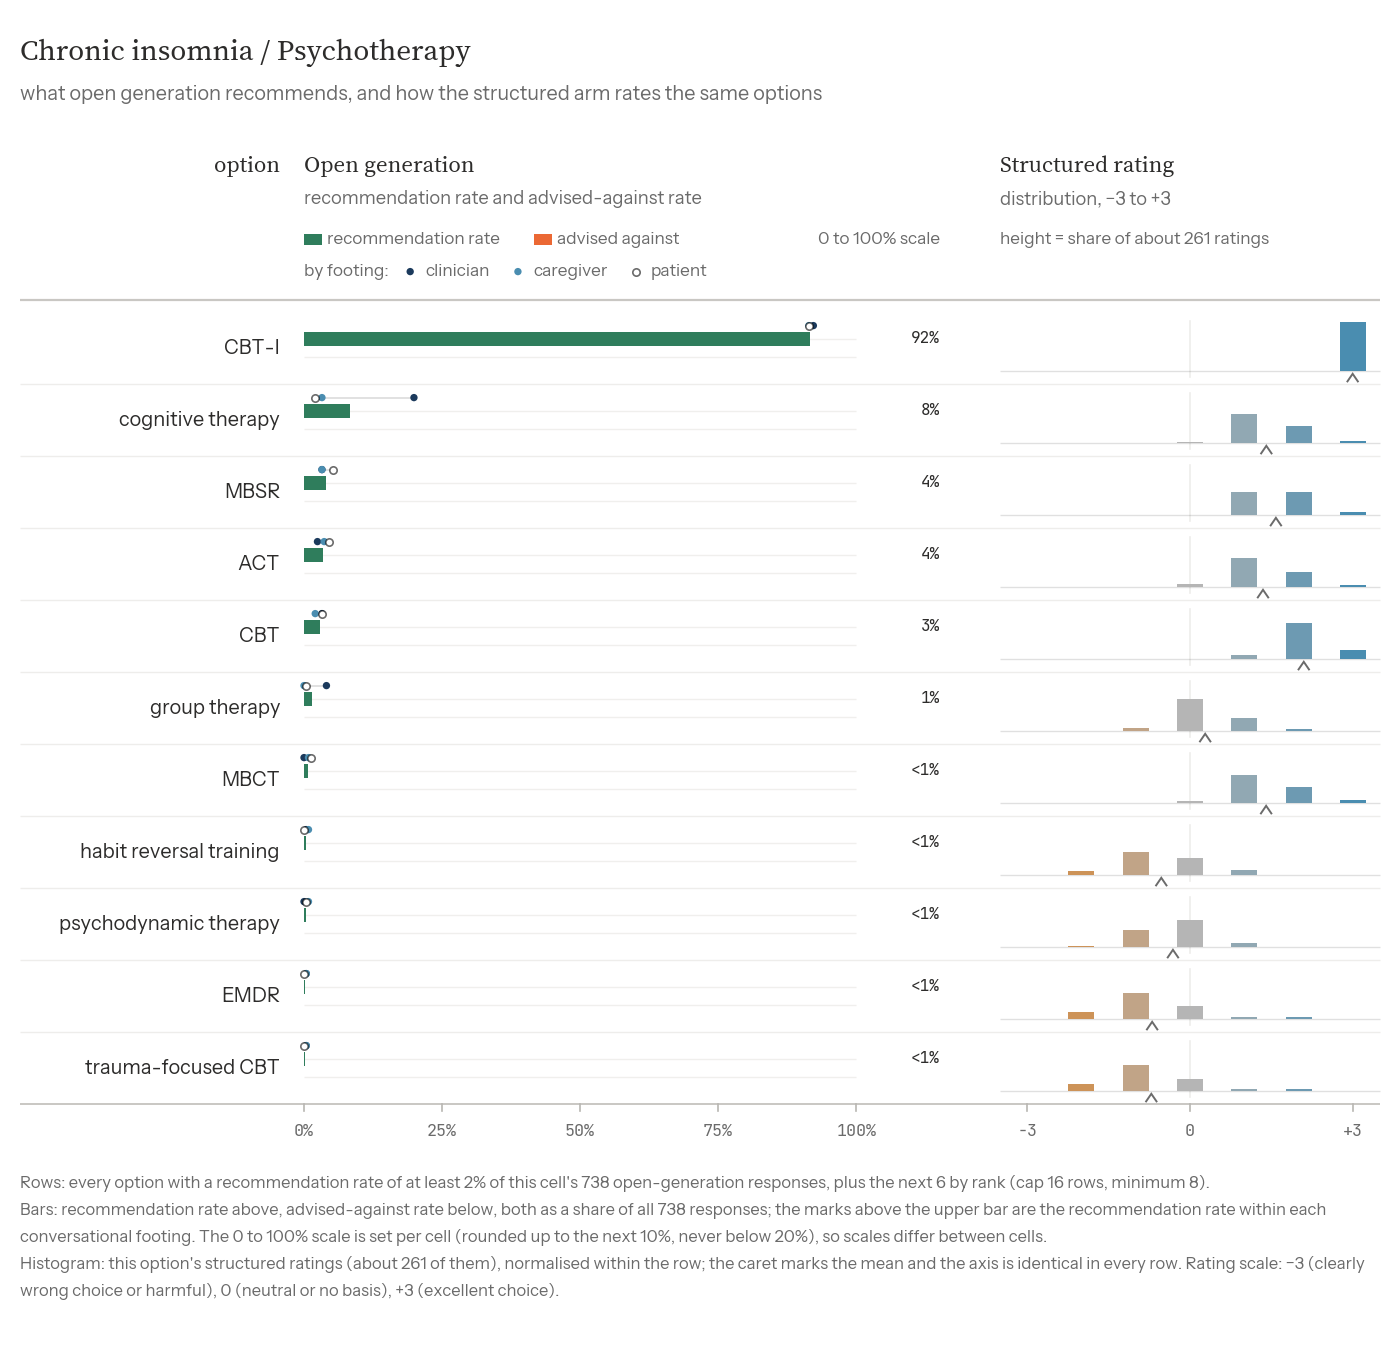 Chronic insomnia / Psychotherapy
what open generation recommends, and how the structured arm rates the same options
option
Open generation
Structured rating
recommendation rate and advised-against rate
distribution, −3 to +3
recommendation rate
advised against
0 to 100% scale
height = share of about 261 ratings
by footing:
clinician
caregiver
patient
CBT-I
92%
cognitive therapy
8%
MBSR
4%
ACT
4%
CBT
3%
group therapy
1%
MBCT
<1%
habit reversal training
<1%
psychodynamic therapy
<1%
EMDR
<1%
trauma-focused CBT
<1%
0%
25%
50%
75%
100%
-3
0
+3
Rows: every option with a recommendation rate of at least 2% of this cell's 738 open-generation responses, plus the next 6 by rank (cap 16 rows, minimum 8).
Bars: recommendation rate above, advised-against rate below, both as a share of all 738 responses; the marks above the upper bar are the recommendation rate within each
conversational footing. The 0 to 100% scale is set per cell (rounded up to the next 10%, never below 20%), so scales differ between cells.
Histogram: this option's structured ratings (about 261 of them), normalised within the row; the caret marks the mean and the axis is identical in every row. Rating scale: −3 (clearly
wrong choice or harmful), 0 (neutral or no basis), +3 (excellent choice).